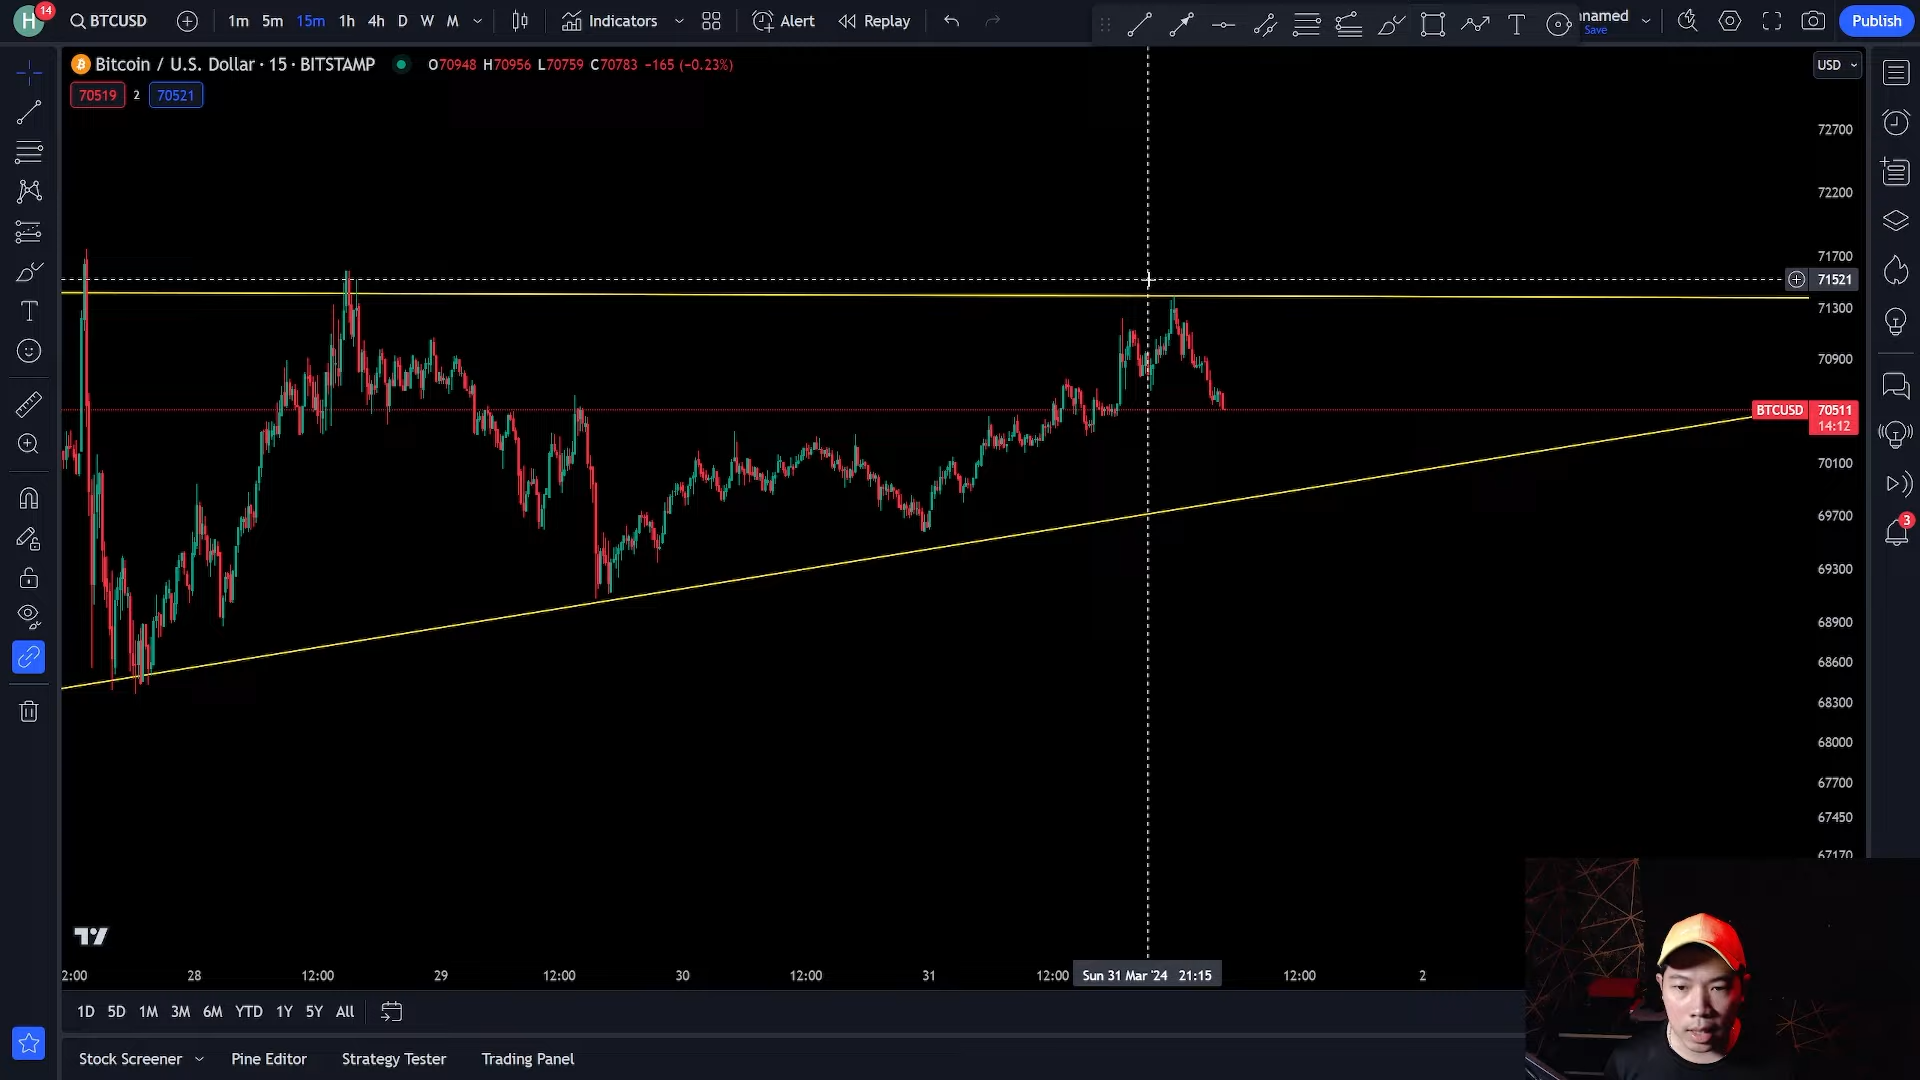 H 14 BTCUSD 1m 5m 15m 1h 4h D W M Indicators Alert Replay T nnamed Publish
Save
Bitcoin / U.S. Dollar · 15 · BITSTAMP O70948 H70956 L70759 C70783 −165 (−0.23%) USD
70519 2 70521
72700
72200
71700
71521
71300
70900
BTCUSD 70511
14:12
70100
69700
3
69300
68900
68600
68300
68000
67700
67450
67170
2:00 28 12:00 29 12:00 30 12:00 31 12:00 Sun 31 Mar '24 21:15 12:00 2
1D 5D 1M 3M 6M YTD 1Y 5Y All
Stock Screener Pine Editor Strategy Tester Trading Panel